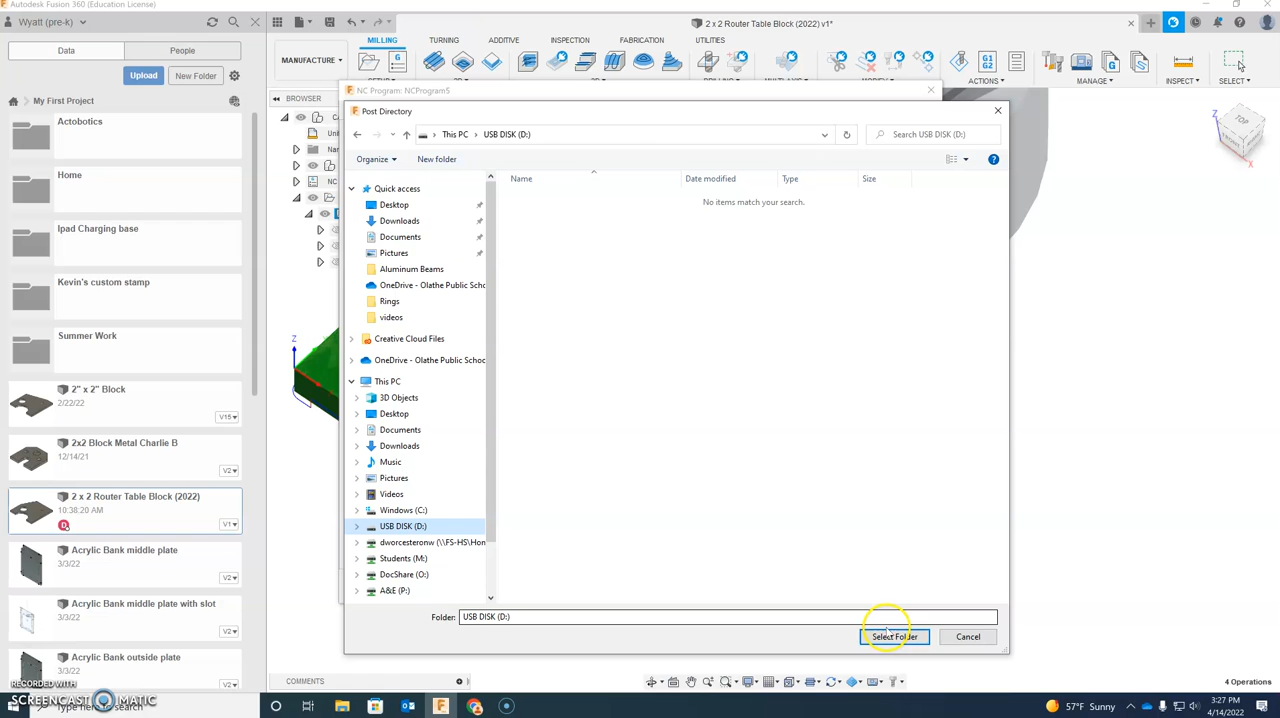 Autodesk Fusion 360 (Education License)
Wyatt (pre-k)
2 x 2 Router Table Block (2022) v1*
Data
People
MILLING
TURNING
ADDITIVE
INSPECTION
FABRICATION
UTILITIES
MANUFACTURE
Upload
New Folder
ACTIONS
MANAGE
INSPECT
SELECT
My First Project
BROWSER
NC Program: NCProgram5
Post Directory
This PC
USB DISK (D:)
Search USB DISK (D:)
Organize
New folder
Name
Date modified
Type
Size
No items match your search.
Quick access
Desktop
Downloads
Documents
Pictures
Aluminum Beams
OneDrive - Olathe Public Scho
Rings
videos
Creative Cloud Files
OneDrive - Olathe Public School
This PC
3D Objects
Desktop
Documents
Downloads
Music
Pictures
Videos
Windows (C:)
USB DISK (D:)
dworcesteronw (\\FS-HS\Hom
Students (M:)
DocShare (O:)
A&E (P:)
Folder:
USB DISK (D:)
Select Folder
Cancel
Actobotics
Home
Ipad Charging base
Kevin's custom stamp
Summer Work
2" x 2" Block
2/22/22
V15
2x2 Block Metal Charlie B
12/14/21
V2
2 x 2 Router Table Block (2022)
10:38:20 AM
V1
Acrylic Bank middle plate
3/3/22
V2
Acrylic Bank middle plate with slot
3/3/22
V2
Acrylic Bank outside plate
3/3/22
V2
TOP
Z
X
Z
COMMENTS
4 Operations
RECORDED WITH
SCREENCAST MATIC
57°F Sunny
3:27 PM
4/14/2022